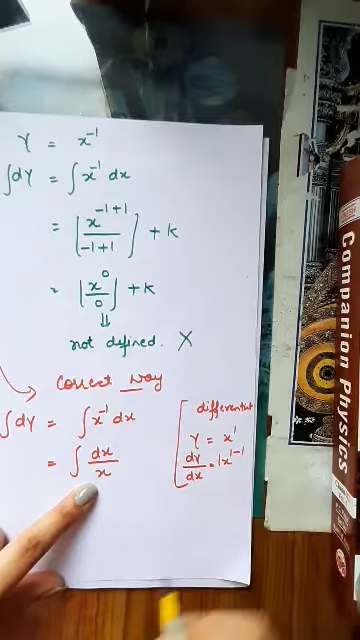 Y = x⁻¹
∫dY = ∫x⁻¹ dx
= [x⁻¹⁺¹/-1+1] + k
= [x⁰/0] + k
⇓
not defined. X
Correct Way
∫dY = ∫x⁻¹ dx
= ∫ dx/x
differentiat
Y = x¹
dY/dx = 1x¹⁻¹
COMPANION PHYSICS